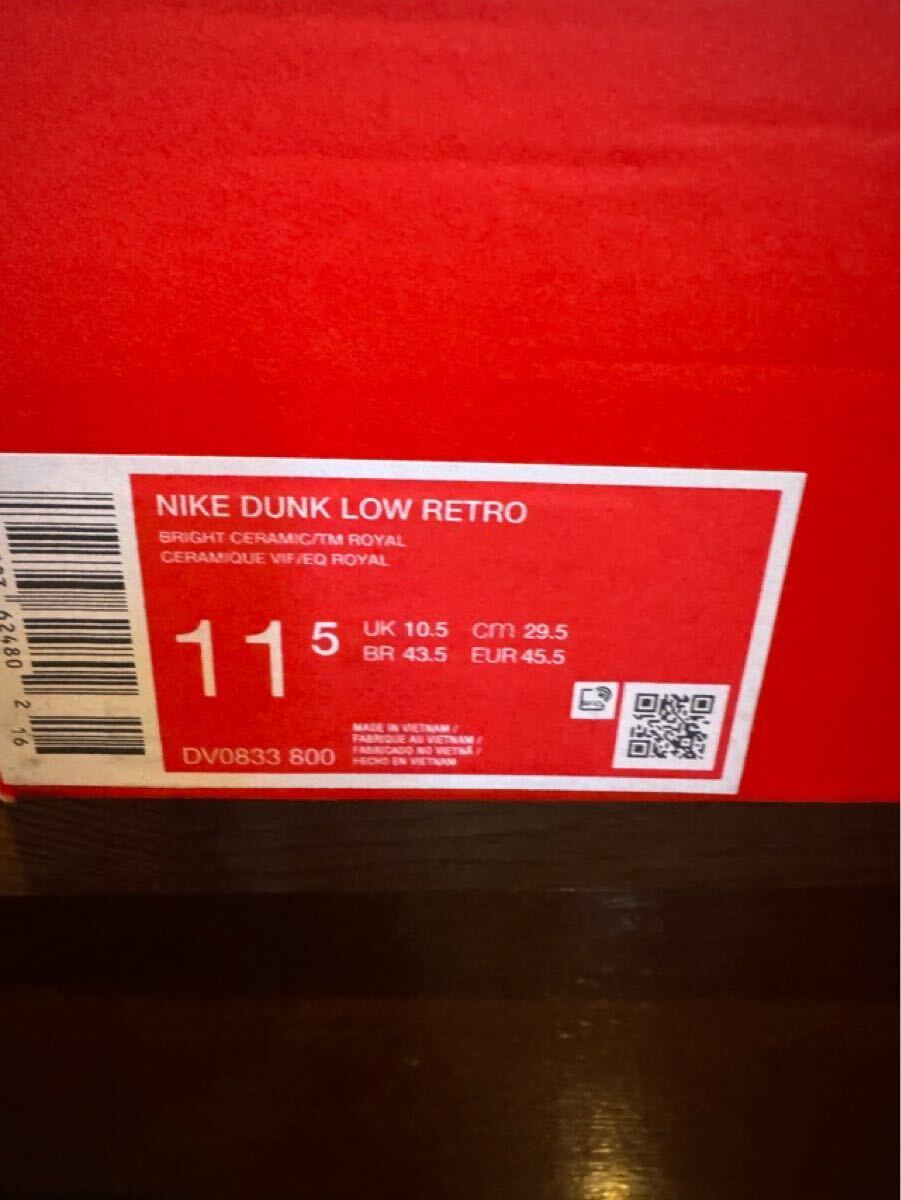 NIKE DUNK LOW RETRO
BRIGHT CERAMIC/TM ROYAL
CERAMIQUE VIF/EQ ROYAL
11 5
UK 10.5 cm 29.5
BR 43.5 EUR 45.5
DV0833 800
MADE IN VIETNAM /
FABRIQUE AU VIETNAM /
FABRICADO NO VIETNÃ /
HECHO EN VIETNAM
62480 2 16